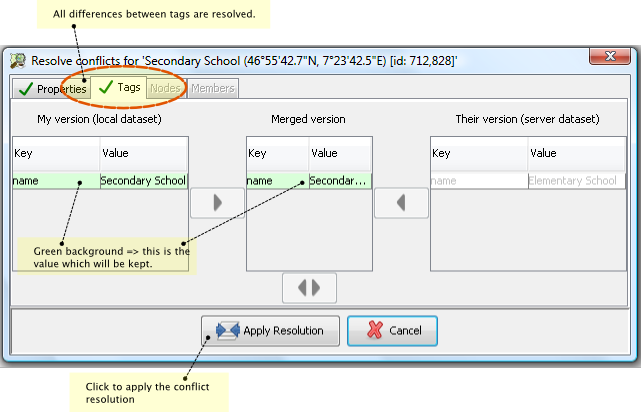 All differences between tags are resolved.
Resolve conflicts for 'Secondary School (46°55'42.7"N, 7°23'42.5"E) [id: 712,828]'
Properties Tags Nodes Members
My version (local dataset) Merged version Their version (server dataset)
Key Value Key Value Key Value
name Secondary School name Secondar... name Elementary School
Green background => this is the
value which will be kept.
Apply Resolution Cancel
Click to apply the conflict
resolution